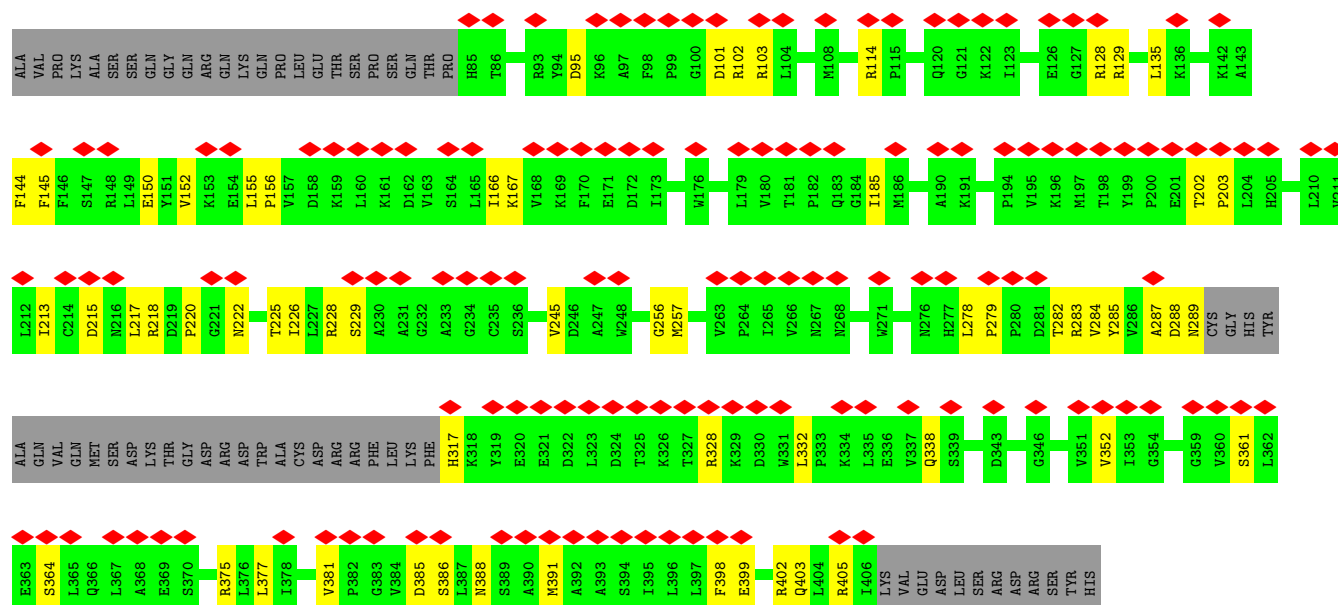 ALA VAL PRO LYS ALA SER SER GLN GLY GLN ARG GLN LYS GLN PRO LEU GLU THR SER PRO SER GLN THR PRO H85 T86 R93 Y94 D95 K96 A97 F98 P99 G100 D101 R102 R103 L104 M108 R114 P115 Q120 G121 K122 I123 E126 G127 R128 R129 L135 K136 K142 A143
F144 F145 F146 S147 R148 L149 E150 Y151 V152 K153 E154 L155 P156 V157 D158 K159 L160 K161 D162 V163 S164 L165 I166 K167 V168 K169 F170 E171 D172 I173 W176 L179 V180 T181 P182 Q183 G184 I185 M186 A190 K191 P194 V195 K196 M197 T198 Y199 P200 E201 T202 P203 L204 H205 L210 V211
L212 I213 C214 D215 N216 L217 R218 D219 P220 G221 N222 T225 I226 L227 R228 S229 A230 A231 G232 A233 G234 C235 S236 V245 D246 A247 W248 G256 M257 V263 P264 I265 V266 N267 N268 W271 N276 H277 L278 P279 P280 D281 T282 R283 V284 Y285 V286 A287 D288 N289 CYS GLY HIS TYR
ALA GLN VAL GLN MET SER ASP LYS THR GLY ASP ARG ASP TRP ALA CYS ASP ARG ARG PHE LEU LYS PHE H317 K318 Y319 E320 E321 D322 L323 D324 T325 K326 T327 R328 K329 D330 W331 L332 P333 K334 L335 E336 V337 Q338 S339 D343 G346 V351 V352 I353 G354 G359 V360 S361 L362
E363 S364 L365 Q366 L367 A368 E369 S370 R375 L376 L377 I378 V381 P382 G383 V384 D385 S386 L387 N388 S389 A390 M391 A392 A393 S394 I395 L396 L397 F398 E399 R402 Q403 L404 R405 I406 LYS VAL GLU ASP LEU SER ARG ASP ARG SER TYR HIS